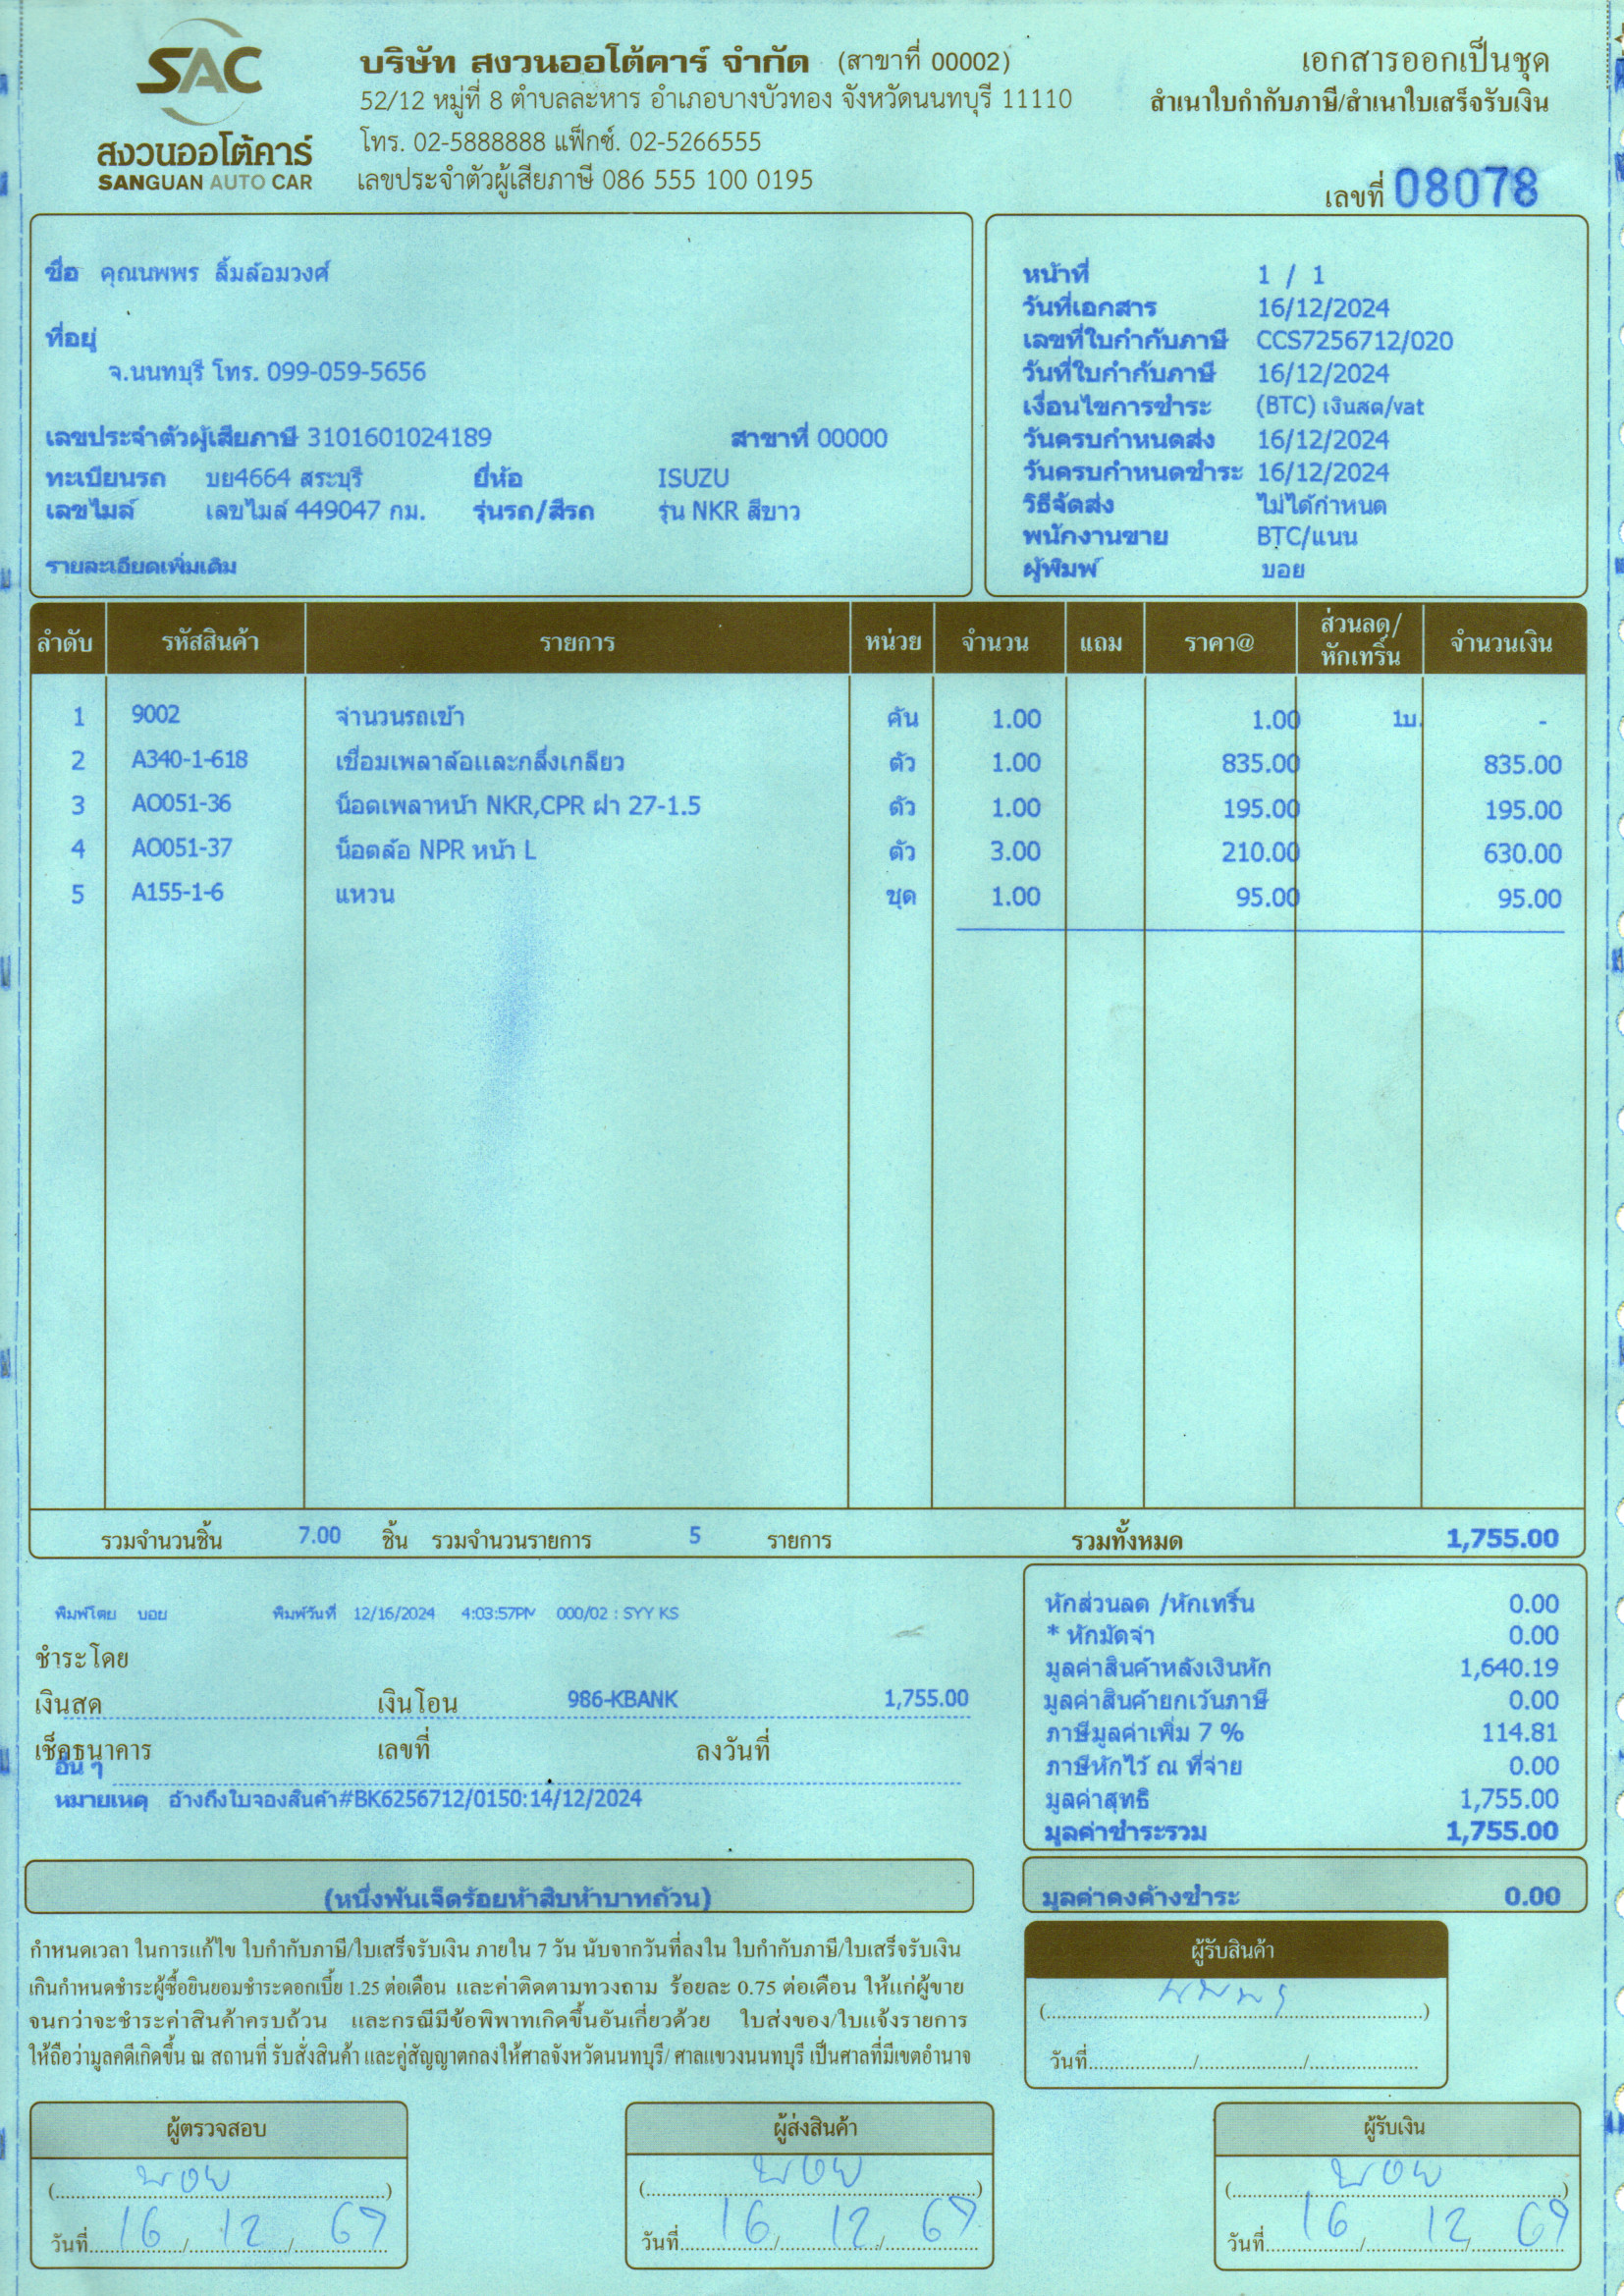 SAC
สงวนออโต้คาร์
SANGUAN AUTO CAR
บริษัท สงวนออโต้คาร์ จำกัด (สาขาที่ 00002)
52/12 หมู่ที่ 8 ตำบลละหาร อำเภอบางบัวทอง จังหวัดนนทบุรี 11110
โทร. 02-5888888 แฟ็กซ์. 02-5266555
เลขประจำตัวผู้เสียภาษี 086 555 100 0195
เอกสารออกเป็นชุด
สำเนาใบกำกับภาษี/สำเนาใบเสร็จรับเงิน
เลขที่ 08078
ชื่อ คุณนพพร ลิ้มล้อมวงศ์
ที่อยู่
จ.นนทบุรี โทร. 099-059-5656
เลขประจำตัวผู้เสียภาษี 3101601024189 สาขาที่ 00000
ทะเบียนรถ บย4664 สระบุรี ยี่ห้อ ISUZU
เลขไมล์ เลขไมล์ 449047 กม. รุ่นรถ/สีรถ รุ่น NKR สีขาว
รายละเอียดเพิ่มเติม
หน้าที่ 1 / 1
วันที่เอกสาร 16/12/2024
เลขที่ใบกำกับภาษี CCS7256712/020
วันที่ใบกำกับภาษี 16/12/2024
เงื่อนไขการชำระ (BTC) เงินสด/vat
วันครบกำหนดส่ง 16/12/2024
วันครบกำหนดชำระ 16/12/2024
วิธีจัดส่ง ไม่ได้กำหนด
พนักงานขาย BTC/แนน
ผู้พิมพ์ บอย
ลำดับ รหัสสินค้า รายการ หน่วย จำนวน แถม ราคา@ ส่วนลด/หักเทริ์น จำนวนเงิน
1 9002 จำนวนรถเข้า คัน 1.00 1.00 1บ. -
2 A340-1-618 เชื่อมเพลาล้อและกลึงเกลียว ตัว 1.00 835.00 835.00
3 AO051-36 น็อตเพลาหน้า NKR,CPR ฝา 27-1.5 ตัว 1.00 195.00 195.00
4 AO051-37 น็อตล้อ NPR หน้า L ตัว 3.00 210.00 630.00
5 A155-1-6 แหวน ชุด 1.00 95.00 95.00
รวมจำนวนชิ้น 7.00 ชิ้น รวมจำนวนรายการ 5 รายการ รวมทั้งหมด 1,755.00
พิมพ์โดย บอย พิมพ์วันที่ 12/16/2024 4:03:57PM 000/02 : SYY KS
ชำระโดย
เงินสด เงินโอน 986-KBANK 1,755.00
เช็คธนาคาร เลขที่ ลงวันที่
อื่น ๆ
หมายเหตุ อ้างถึงใบจองสินค้า#BK6256712/0150:14/12/2024
หักส่วนลด /หักเทริ์น 0.00
* หักมัดจำ 0.00
มูลค่าสินค้าหลังเงินหัก 1,640.19
มูลค่าสินค้ายกเว้นภาษี 0.00
ภาษีมูลค่าเพิ่ม 7 % 114.81
ภาษีหักไว้ ณ ที่จ่าย 0.00
มูลค่าสุทธิ 1,755.00
มูลค่าชำระรวม 1,755.00
(หนึ่งพันเจ็ดร้อยห้าสิบห้าบาทถ้วน)
มูลค่าคงค้างชำระ 0.00
กำหนดเวลา ในการแก้ไข ใบกำกับภาษี/ใบเสร็จรับเงิน ภายใน 7 วัน นับจากวันที่ลงใน ใบกำกับภาษี/ใบเสร็จรับเงิน
เกินกำหนดชำระผู้ซื้อยินยอมชำระดอกเบี้ย 1.25 ต่อเดือน และค่าติดตามทวงถาม ร้อยละ 0.75 ต่อเดือน ให้แก่ผู้ขาย
จนกว่าจะชำระค่าสินค้าครบถ้วน และกรณีมีข้อพิพาทเกิดขึ้นอันเกี่ยวด้วย ใบส่งของ/ใบแจ้งรายการ
ให้ถือว่ามูลคดีเกิดขึ้น ณ สถานที่ รับสั่งสินค้า และคู่สัญญาตกลงให้ศาลจังหวัดนนทบุรี/ ศาลแขวงนนทบุรี เป็นศาลที่มีเขตอำนาจ
ผู้รับสินค้า
(นพพร)
วันที่
ผู้ตรวจสอบ
(บอย)
วันที่ 16/12/67
ผู้ส่งสินค้า
(บอย)
วันที่ 16/12/67
ผู้รับเงิน
(บอย)
วันที่ 16/12/67